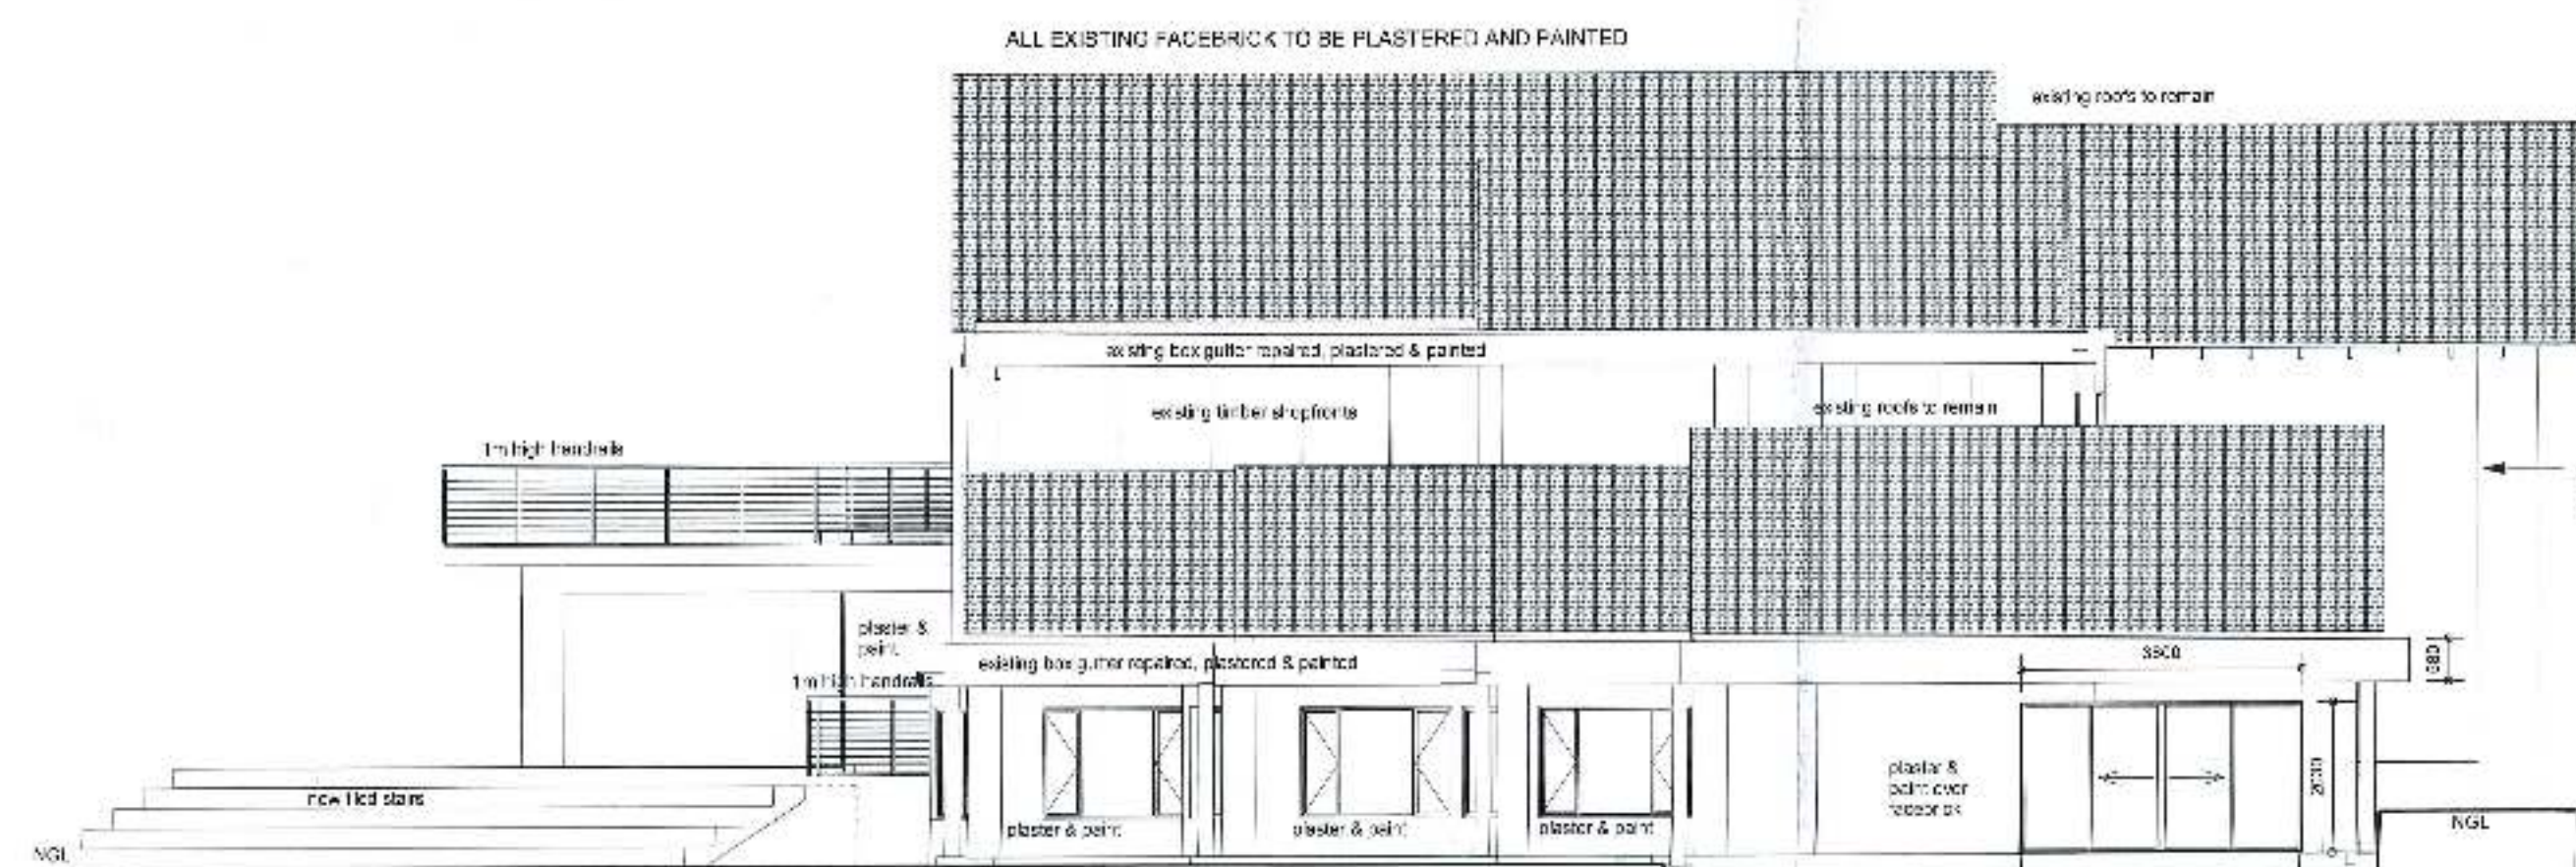 ALL EXISTING FACEBRICK TO BE PLASTERED AND PAINTED
existing roofs to remain
existing box gutter repaired, plastered & painted
existing timber shopfronts
existing roofs to remain
1m high handrails
plaster &
paint
existing box gutter repaired, plastered & painted
1m high handrails
680
plaster &
paint over
facebrick
new tiled stairs
plaster & paint
plaster & paint
plaster & paint
NGL
NGL